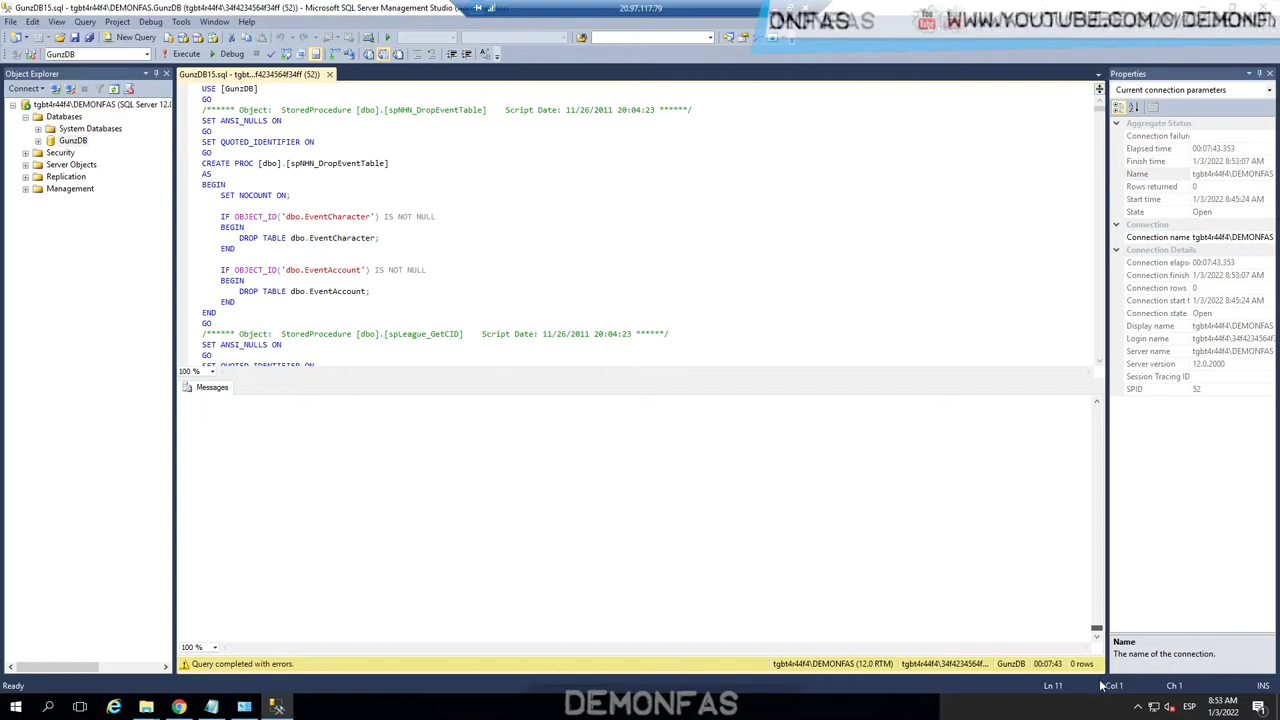 GunzDB15.sql - tgbt4r44f4\DEMONFAS.GunzDB (52)) - Microsoft SQL Server Management Studio
20.97.117.79
DNFAS
WWW.YOUTUBE.COM/C/DEMONF
File Edit View Query Project Debug Tools Window Help
New Query
GunzDB Execute Debug
Object Explorer
Connect
tgbt4r44f4\DEMONFAS (SQL Server 12.0
Databases
System Databases
GunzDB
Security
Server Objects
Replication
Management
GunzDB15.sql - tgbt...f4234564f34ff (52))
USE [GunzDB]
GO
/****** Object: StoredProcedure [dbo].[spNHN_DropEventTable] Script Date: 11/26/2011 20:04:23 ******/
SET ANSI_NULLS ON
GO
SET QUOTED_IDENTIFIER ON
GO
CREATE PROC [dbo].[spNHN_DropEventTable]
AS
BEGIN
SET NOCOUNT ON;
IF OBJECT_ID('dbo.EventCharacter') IS NOT NULL
BEGIN
DROP TABLE dbo.EventCharacter;
END
IF OBJECT_ID('dbo.EventAccount') IS NOT NULL
BEGIN
DROP TABLE dbo.EventAccount;
END
END
GO
/****** Object: StoredProcedure [dbo].[spLeague_GetCID] Script Date: 11/26/2011 20:04:23 ******/
SET ANSI_NULLS ON
GO
SET QUOTED_IDENTIFIER ON
100 %
Messages
100 %
Query completed with errors.
tgbt4r44f4\DEMONFAS (12.0 RTM) tgbt4r44f4\34f4234564f... GunzDB 00:07:43 0 rows
Properties
Current connection parameters
Aggregate Status
Connection failure
Elapsed time 00:07:43.353
Finish time 1/3/2022 8:53:07 AM
Name tgbt4r44f4\DEMONFAS
Rows returned 0
Start time 1/3/2022 8:45:24 AM
State Open
Connection
Connection name tgbt4r44f4\DEMONFAS
Connection Details
Connection elaps 00:07:43.353
Connection finish 1/3/2022 8:53:07 AM
Connection rows 0
Connection start t 1/3/2022 8:45:24 AM
Connection state Open
Display name tgbt4r44f4\DEMONFAS
Login name tgbt4r44f4\34f4234564f3
Server name tgbt4r44f4\DEMONFAS
Server version 12.0.2000
Session Tracing ID
SPID 52
Name
The name of the connection.
Ready Ln 11 Col 1 Ch 1 INS
DEMONFAS
ESP
8:53 AM
1/3/2022